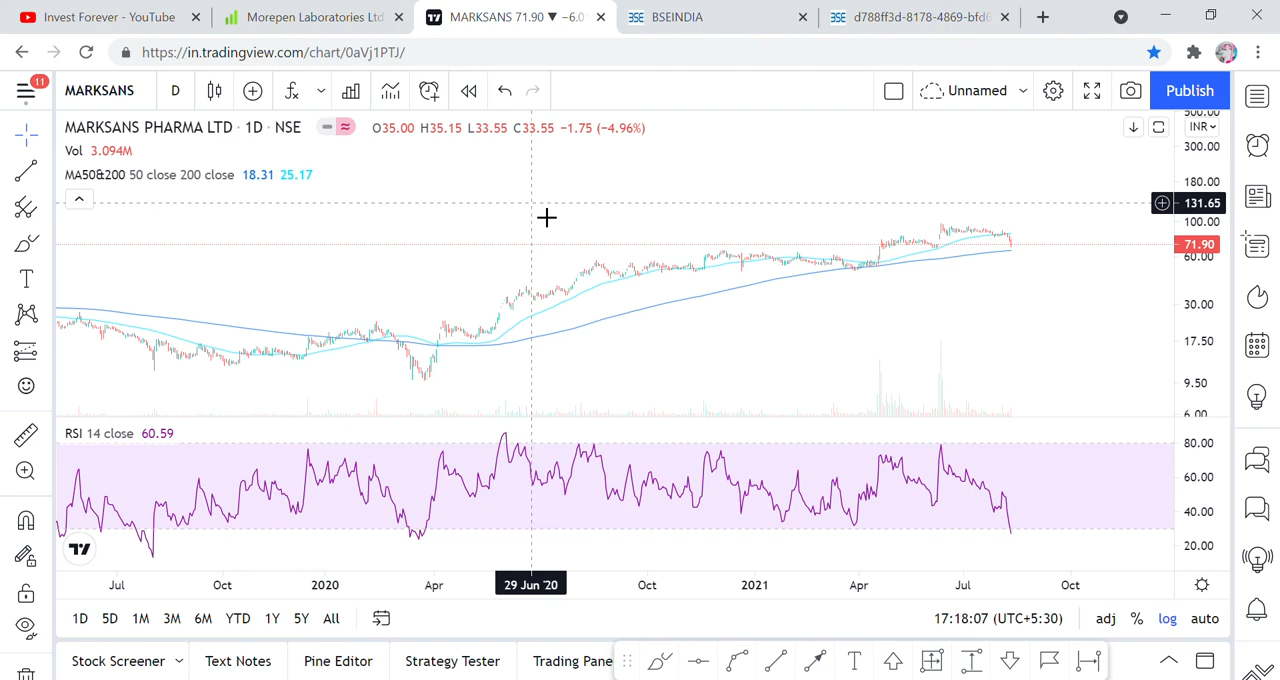 Invest Forever - YouTube
Morepen Laboratories Ltd
MARKSANS 71.90 ▼ −6.0
BSEINDIA
d788ff3d-8178-4869-bfd6
https://in.tradingview.com/chart/0aVj1PTJ/
11
MARKSANS
D
Unnamed
Publish
MARKSANS PHARMA LTD · 1D · NSE
O35.00 H35.15 L33.55 C33.55 −1.75 (−4.96%)
INR
Vol 3.094M
MA50&200 50 close 200 close 18.31 25.17
500.00
300.00
180.00
131.65
100.00
71.90
60.00
30.00
17.50
9.50
6.00
RSI 14 close 60.59
80.00
60.00
40.00
20.00
Jul
Oct
2020
Apr
29 Jun '20
Oct
2021
Apr
Jul
Oct
1D 5D 1M 3M 6M YTD 1Y 5Y All
17:18:07 (UTC+5:30)
adj % log auto
Stock Screener
Text Notes
Pine Editor
Strategy Tester
Trading Pane